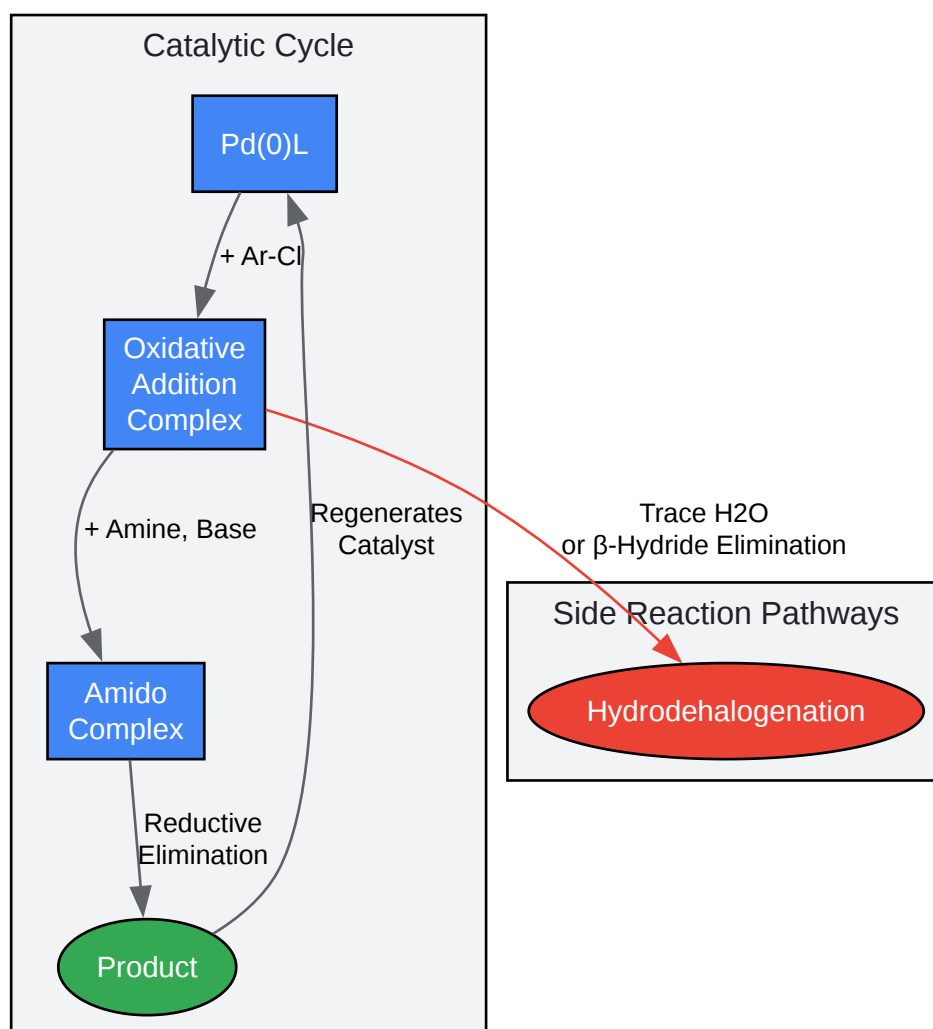 Catalytic Cycle
Pd(0)L
+ Ar-Cl
Oxidative
Addition
Complex
+ Amine, Base
Regenerates
Catalyst
Trace H2O
or β-Hydride Elimination
Side Reaction Pathways
Hydrodehalogenation
Amido
Complex
Reductive
Elimination
Product